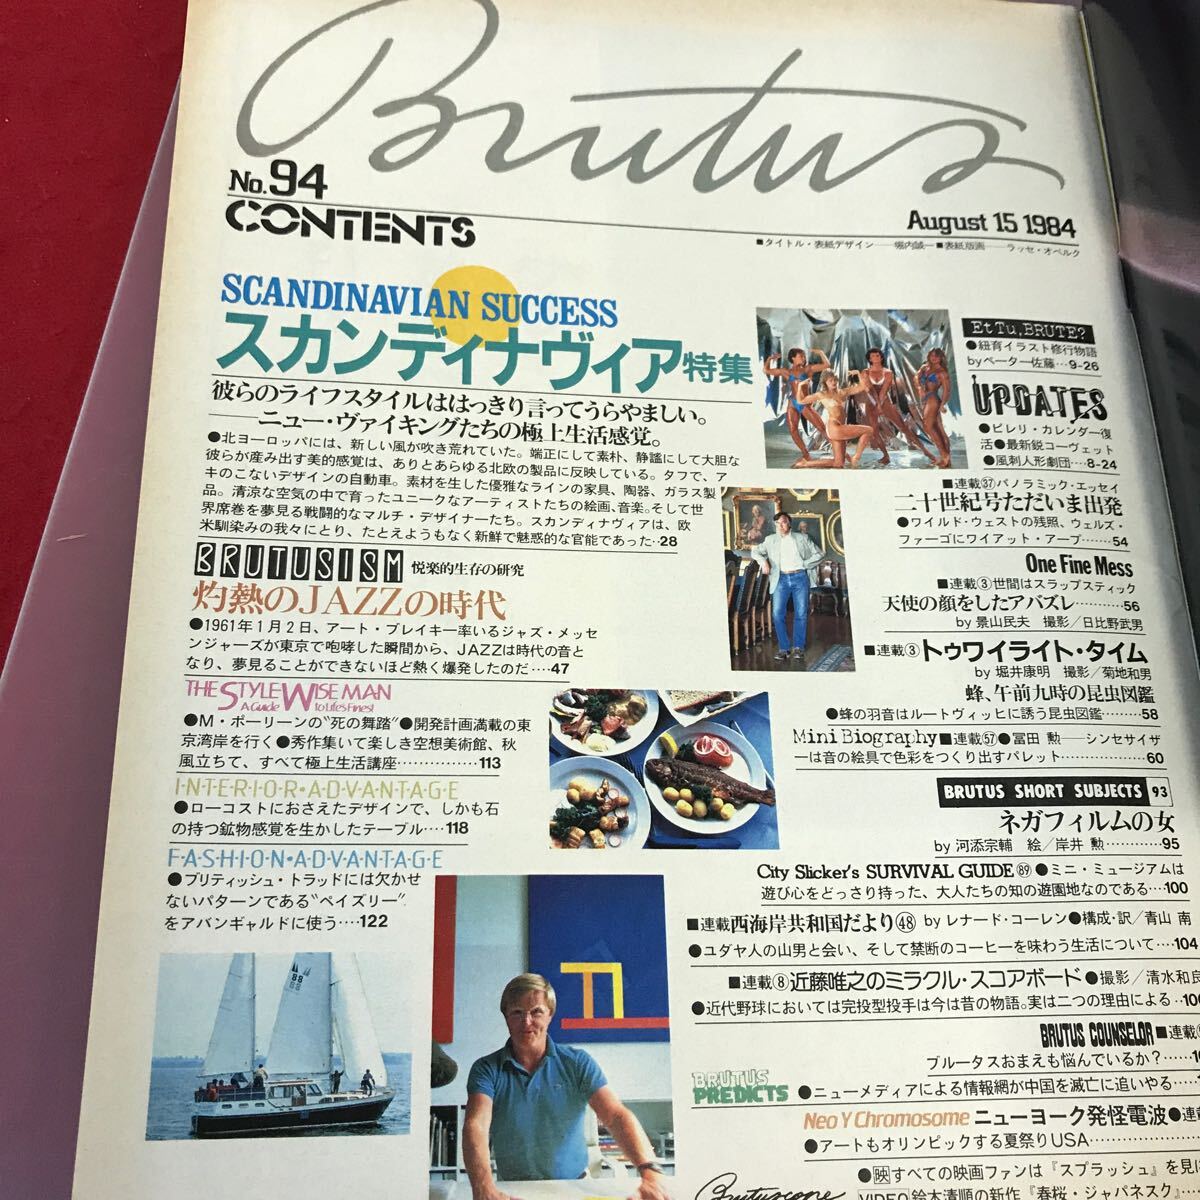 Brutus
No.94
CONTENTS
August 15 1984
■タイトル・表紙デザイン──堀内誠一■表紙版画──ラッセ・オベルク
SCANDINAVIAN SUCCESS
スカンディナヴィア特集
彼らのライフスタイルははっきり言ってうらやましい。
──ニュー・ヴァイキングたちの極上生活感覚。
●北ヨーロッパには、新しい風が吹き荒れていた。端正にして素朴、静謐にして大胆な
彼らが産み出す美的感覚は、ありとあらゆる北欧の製品に反映している。タフで、ア
キのこないデザインの自動車。素材を生した優雅なラインの家具、陶器、ガラス製
品。清涼な空気の中で育ったユニークなアーティストたちの絵画、音楽。そして世
界席巻を夢見る戦闘的なマルチ・デザイナーたち。スカンディナヴィアは、欧
米馴染みの我々にとり、たとえようもなく新鮮で魅惑的な官能であった‥28
BRUTUSISM 悦楽的生存の研究
灼熱のJAZZの時代
●1961年1月2日、アート・ブレイキー率いるジャズ・メッセ
ンジャーズが東京で咆哮した瞬間から、JAZZは時代の音と
なり、夢見ることができないほど熱く爆発したのだ‥‥47
THE STYLE WISE MAN
A Guide to Life's Finest
●M・ポーリーンの“死の舞踏”●開発計画満載の東
京湾岸を行く●秀作集いて楽しき空想美術館、秋
風立ちて、すべて極上生活講座‥‥‥‥‥‥113
INTERIOR・ADVANTAGE
●ローコストにおさえたデザインで、しかも石
の持つ鉱物感覚を生かしたテーブル‥‥118
FASHION・ADVANTAGE
●ブリティッシュ・トラッドには欠かせ
ないパターンである“ペイズリー”
をアバンギャルドに使う‥‥122
88
88
Et Tu, BRUTE?
●紐育イラスト修行物語
byペーター佐藤‥‥9-26
UPDATES
●ピレリ・カレンダー復
活●最新鋭コーヴェット
●風刺人形劇団‥‥8-24
■連載㊲パノラミック・エッセイ
二十世紀号ただいま出発
●ワイルド・ウェストの残照、ウェルズ・
ファーゴにワイアット・アープ‥‥‥54
One Fine Mess
■連載③世間はスラップスティック
天使の顔をしたアバズレ‥‥‥‥56
by 景山民夫 撮影／日比野武男
■連載③トゥワイライト・タイム
by 堀井康明 撮影／菊地和男
蜂、午前九時の昆虫図鑑
●蜂の羽音はルートヴィッヒに誘う昆虫図鑑‥‥‥58
Mini Biography■連載57●冨田 勲──シンセサイザ
ーは音の絵具で色彩をつくり出すパレット‥‥‥‥‥‥‥60
BRUTUS SHORT SUBJECTS 93
ネガフィルムの女
by 河添宗輔 絵／岸井 勲‥‥‥‥‥95
City Slicker's SURVIVAL GUIDE 89 ●ミニ・ミュージアムは
遊び心をどっさり持った、大人たちの知の遊園地なのである‥‥100
■連載西海岸共和国だより㊽ by レナード・コーレン●構成・訳／青山 南
●ユダヤ人の山男と会い、そして禁断のコーヒーを味わう生活について‥‥104
■連載⑧近藤唯之のミラクル・スコアボード●撮影／清水和良
●近代野球においては完投型投手は今は昔の物語。実は二つの理由による‥
BRUTUS COUNSELOR■連載
ブルータスおまえも悩んでいるか？‥‥‥
BRUTUS PREDICTS ●ニューメディアによる情報網が中国を滅亡に追いやる‥‥
Neo Y Chromosome ニューヨーク発怪電波●連載
●アートもオリンピックする夏祭りUSA‥‥‥‥‥‥
Brutuscope
●映すべての映画ファンは『スプラッシュ』を見に
VIDEO鈴木清順の新作『春桜・ジャパネスク』‥‥